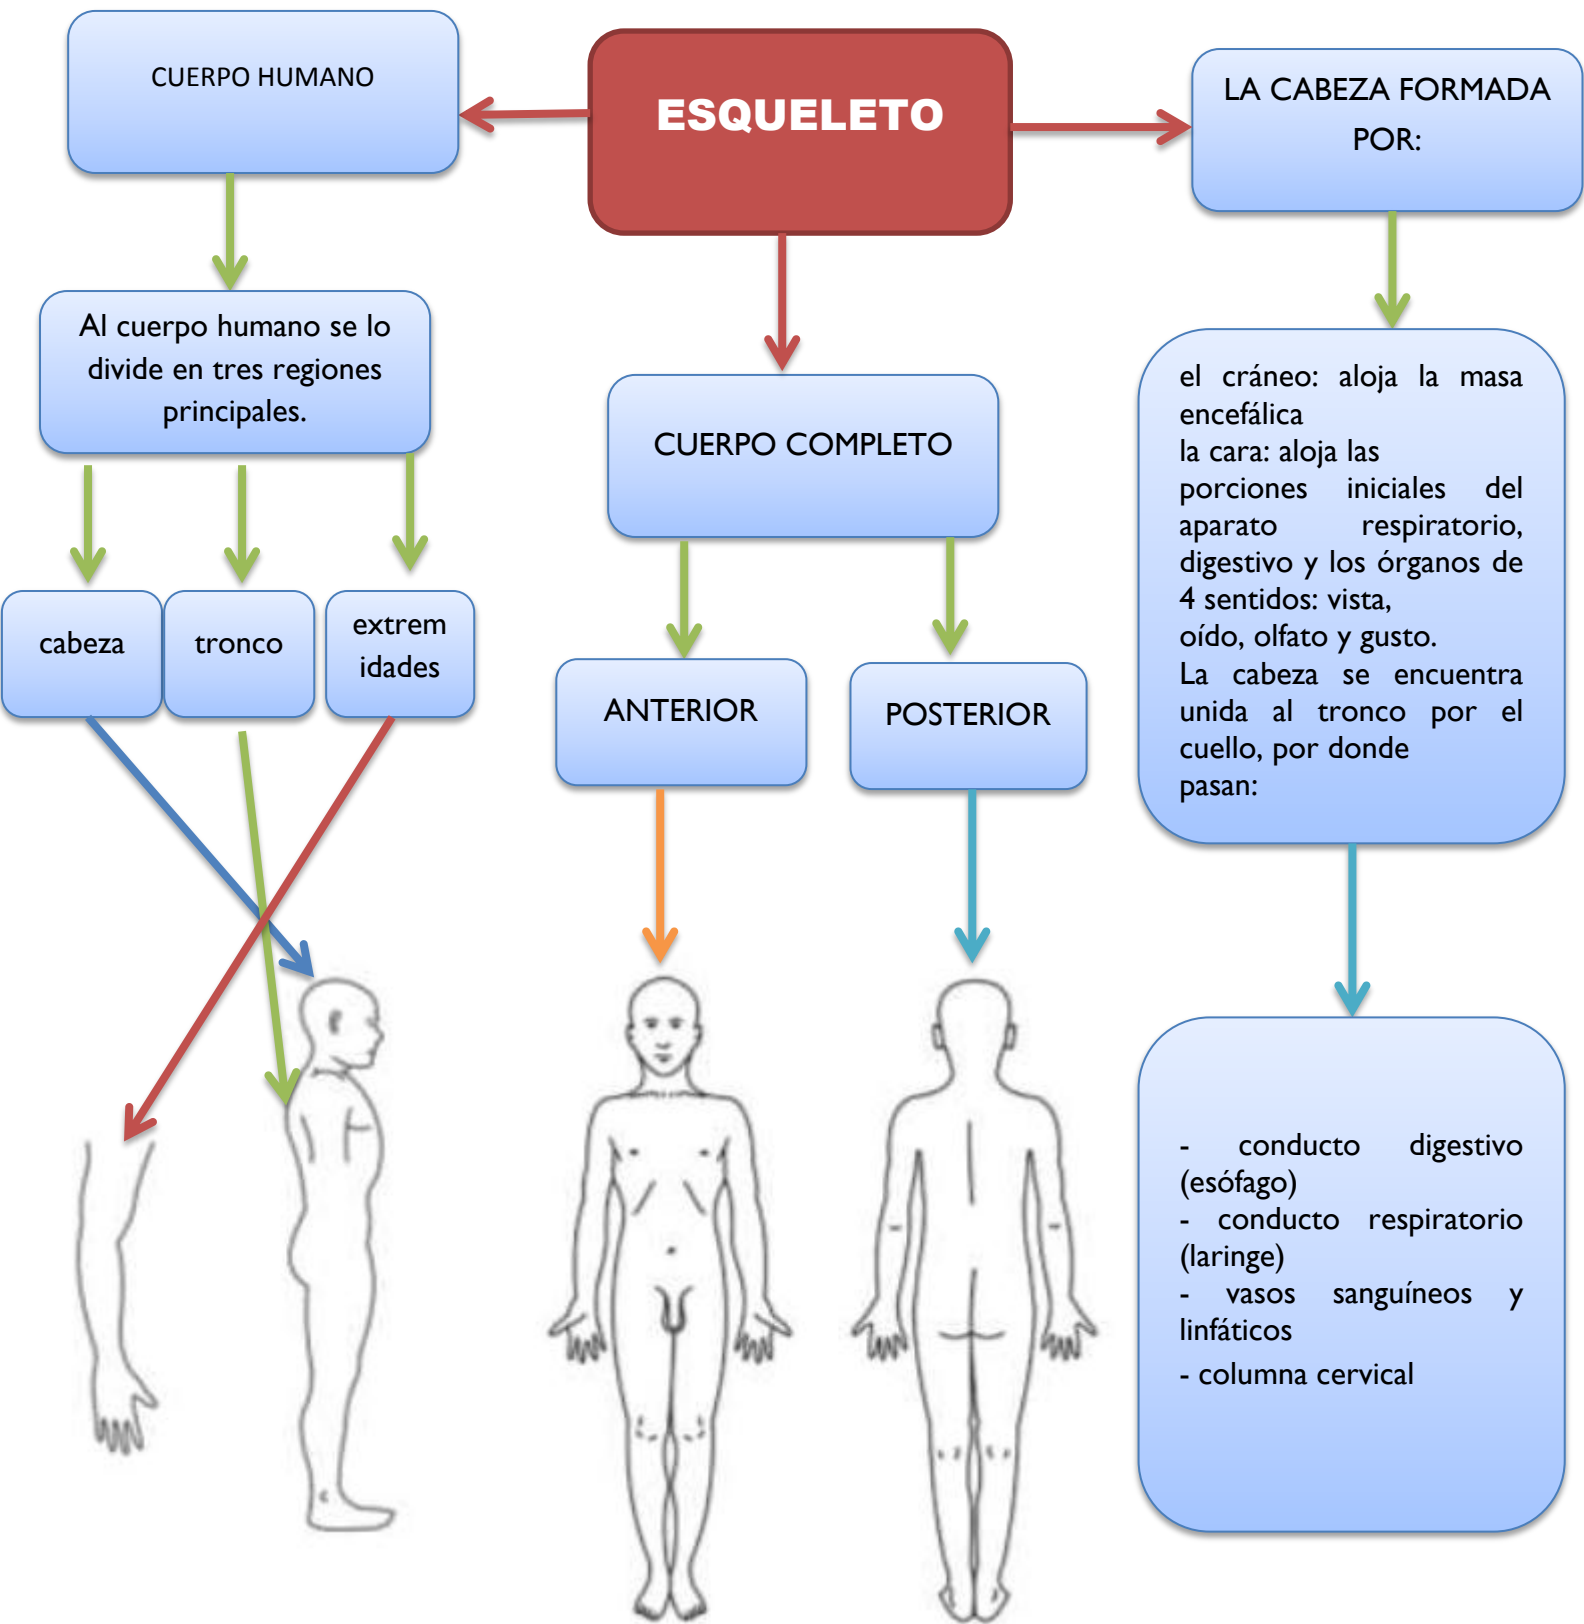 CUERPO HUMANO
ESQUELETO
LA CABEZA FORMADA
POR:
Al cuerpo humano se lo
divide en tres regiones
principales.
cabeza
tronco
extrem
idades
CUERPO COMPLETO
ANTERIOR
POSTERIOR
el cráneo: aloja la masa
encefálica
la cara: aloja las
porciones iniciales del
aparato respiratorio,
digestivo y los órganos de
4 sentidos: vista,
oído, olfato y gusto.
La cabeza se encuentra
unida al tronco por el
cuello, por donde
pasan:
- conducto digestivo
(esófago)
- conducto respiratorio
(laringe)
- vasos sanguíneos y
linfáticos
- columna cervical